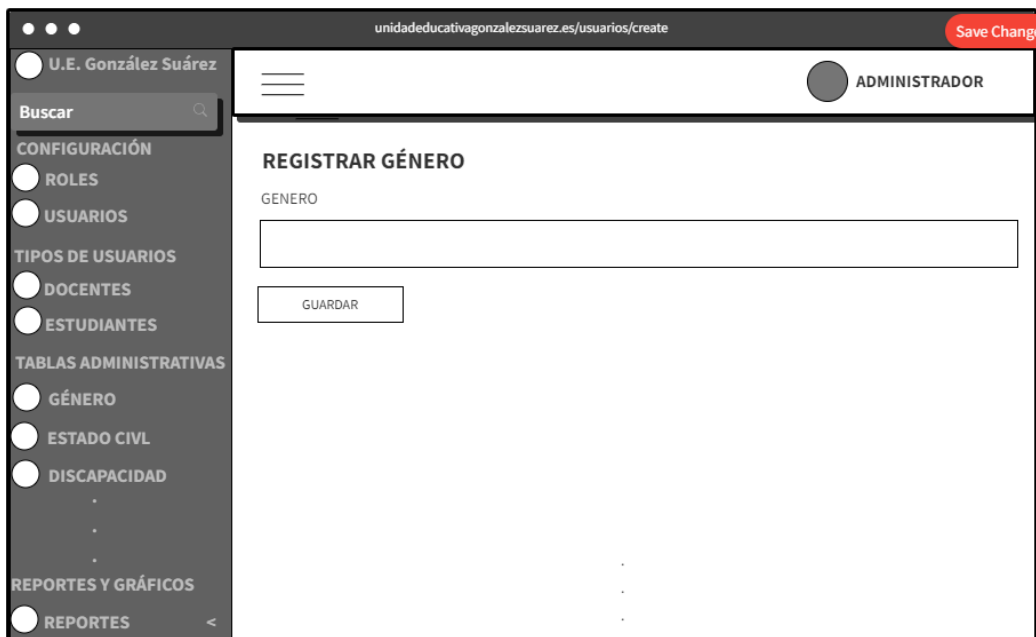 unidadeducativagonzalezsuarez.es/usuarios/create
Save Change
U.E. González Suárez
ADMINISTRADOR
Buscar
CONFIGURACIÓN
ROLES
USUARIOS
TIPOS DE USUARIOS
DOCENTES
ESTUDIANTES
TABLAS ADMINISTRATIVAS
GÉNERO
ESTADO CIVL
DISCAPACIDAD
.
.
.
REPORTES Y GRÁFICOS
REPORTES <
REGISTRAR GÉNERO
GENERO
GUARDAR
.
.
.